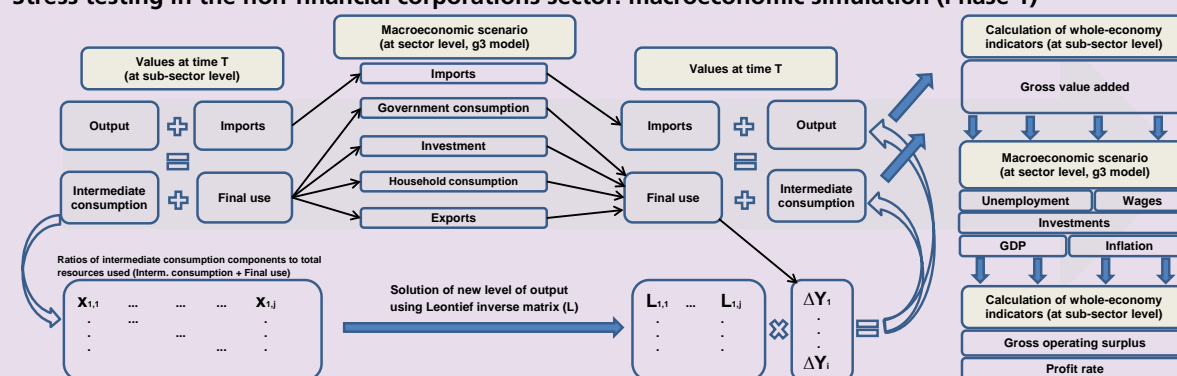 Stress testing in the non-financial corporations sector: macroeconomic simulation (Phase 1)
Values at time T
(at sub-sector level)
Output
Imports
Intermediate
consumption
Final use
Macroeconomic scenario
(at sector level, g3 model)
Imports
Government consumption
Investment
Household consumption
Exports
Values at time T
Imports
Output
Final use
Intermediate
consumption
Ratios of intermediate consumption components to total
resources used (Interm. consumption + Final use)
x1,1 ... ... ... x1,j
. ... .
. ... .
. ... .
Solution of new level of output
using Leontief inverse matrix (L)
L1,1 ... L1,j
. .
. .
. .
ΔY1
.
.
.
ΔYi
Calculation of whole-economy
indicators (at sub-sector level)
Gross value added
Macroeconomic scenario
(at sector level, g3 model)
Unemployment
Wages
Investments
GDP
Inflation
Calculation of whole-economy
indicators (at sub-sector level)
Gross operating surplus
Profit rate